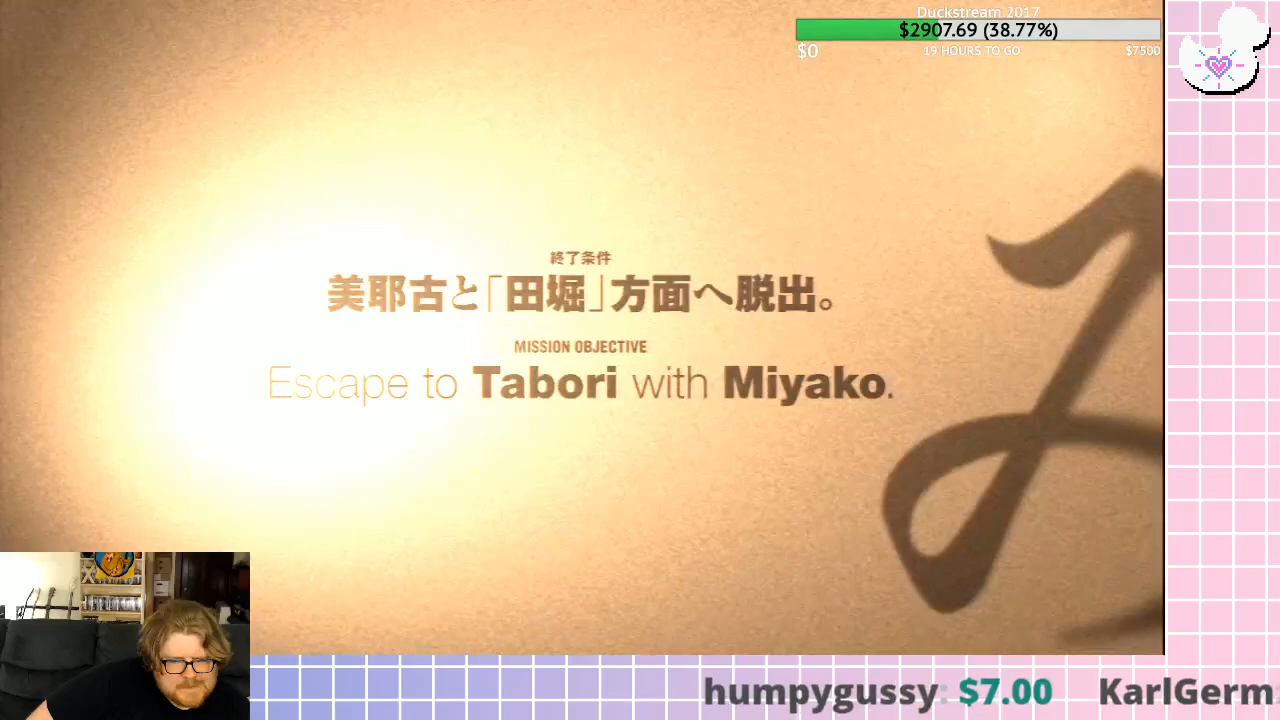 Duckstream 2017
$2907.69 (38.77%)
$0
19 HOURS TO GO
$7500
終了条件
美耶古と「田堀」方面へ脱出。
MISSION OBJECTIVE
Escape to Tabori with Miyako.
humpygussy: $7.00 KarlGerm: